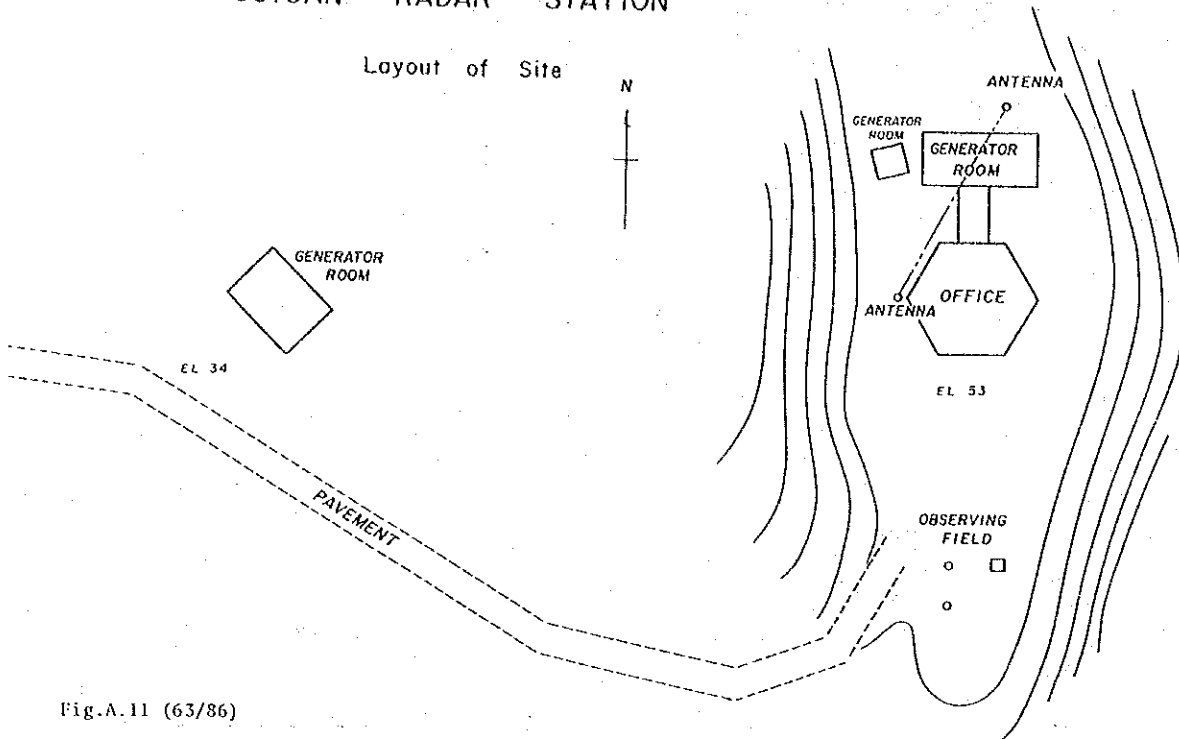 RADAR STATION
Layout of Site
N
ANTENNA
GENERATOR
ROOM
GENERATOR
ROOM
GENERATOR
ROOM
ANTENNA
OFFICE
EL 34
EL 53
PAVEMENT
OBSERVING
FIELD
Fig.A.11 (63/86)